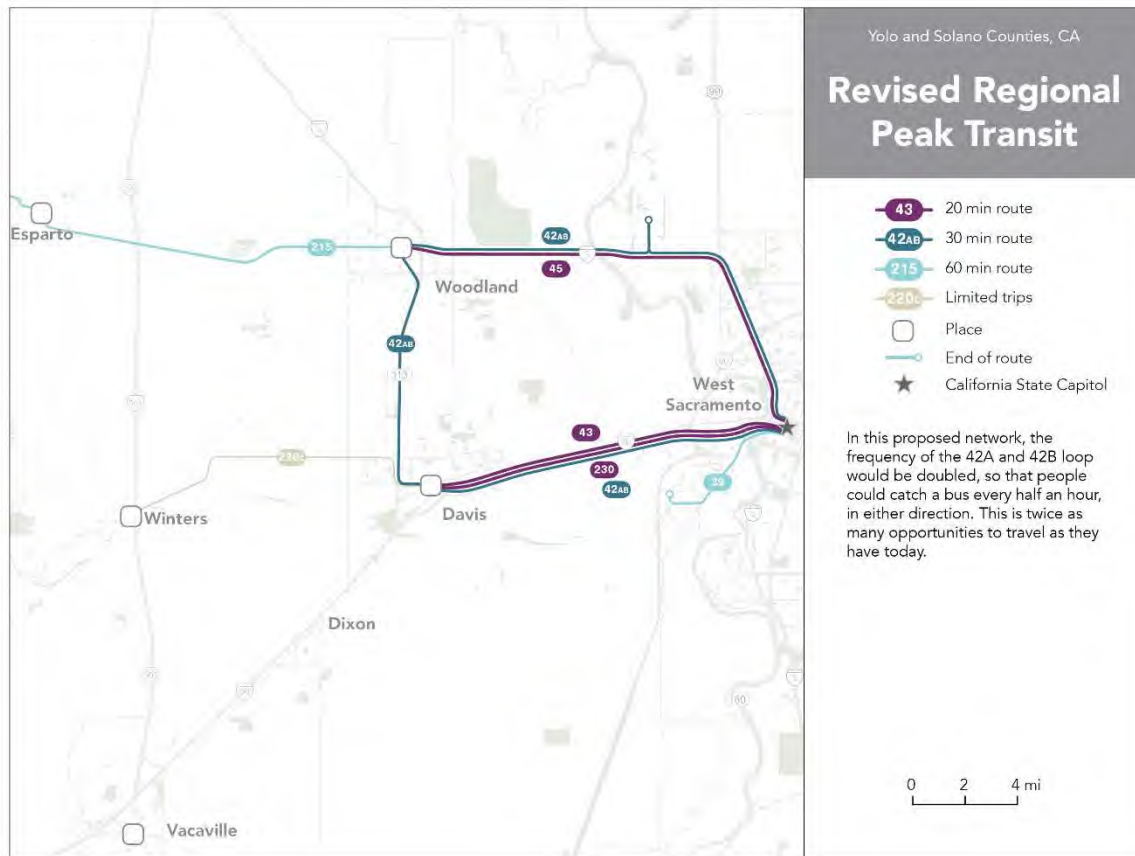 Yolo and Solano Counties, CA
Revised Regional
Peak Transit
43 20 min route
42AB 30 min route
215 60 min route
220c Limited trips
Place
End of route
California State Capitol
In this proposed network, the
frequency of the 42A and 42B loop
would be doubled, so that people
could catch a bus every half an hour,
in either direction. This is twice as
many opportunities to travel as they
have today.
0 2 4 mi
99
Esparto
215
42AB
45
Woodland
42AB
West
Sacramento
43
230
42AB
39
220c
Winters
Davis
Dixon
Vacaville